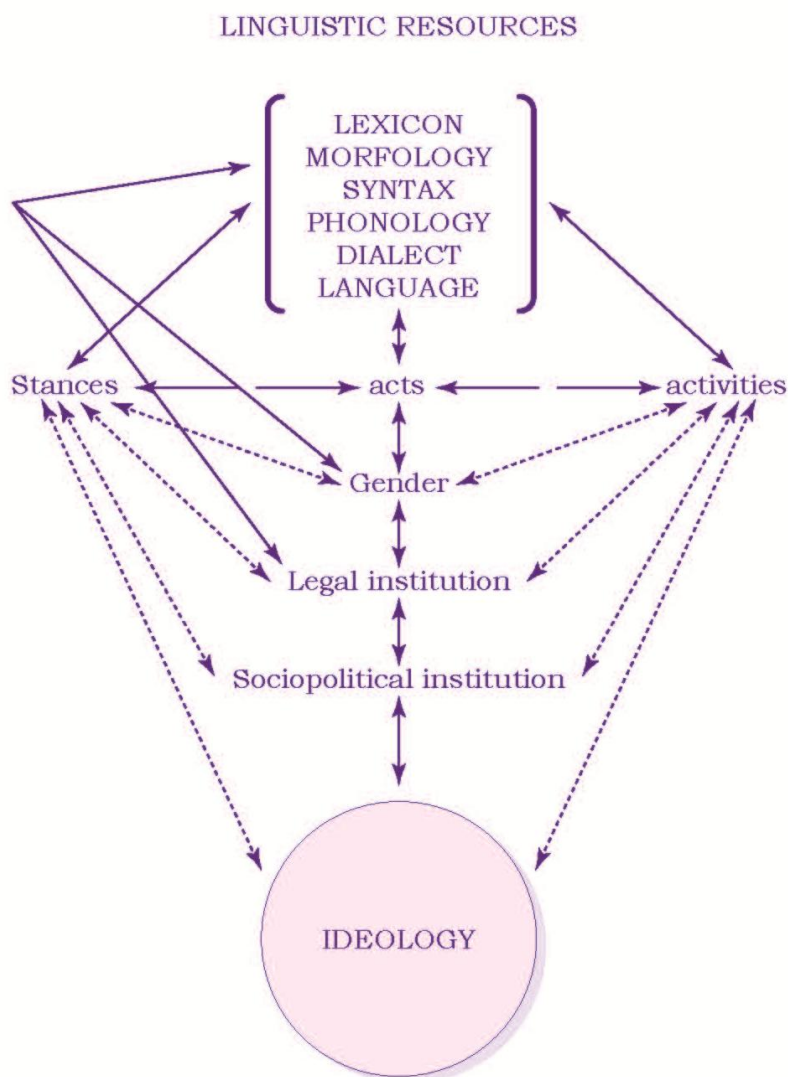 LINGUISTIC RESOURCES
LEXICON
MORFOLOGY
SYNTAX
PHONOLOGY
DIALECT
LANGUAGE
Stances acts activities
Gender
Legal institution
Sociopolitical institution
IDEOLOGY